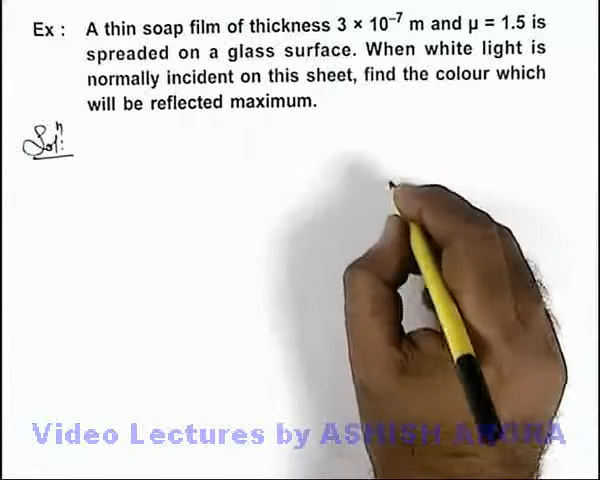 Ex : A thin soap film of thickness 3 × 10⁻⁷ m and μ = 1.5 is
spreaded on a glass surface. When white light is
normally incident on this sheet, find the colour which
will be reflected maximum.
Solⁿ:
Video Lectures by ASHISH ARORA